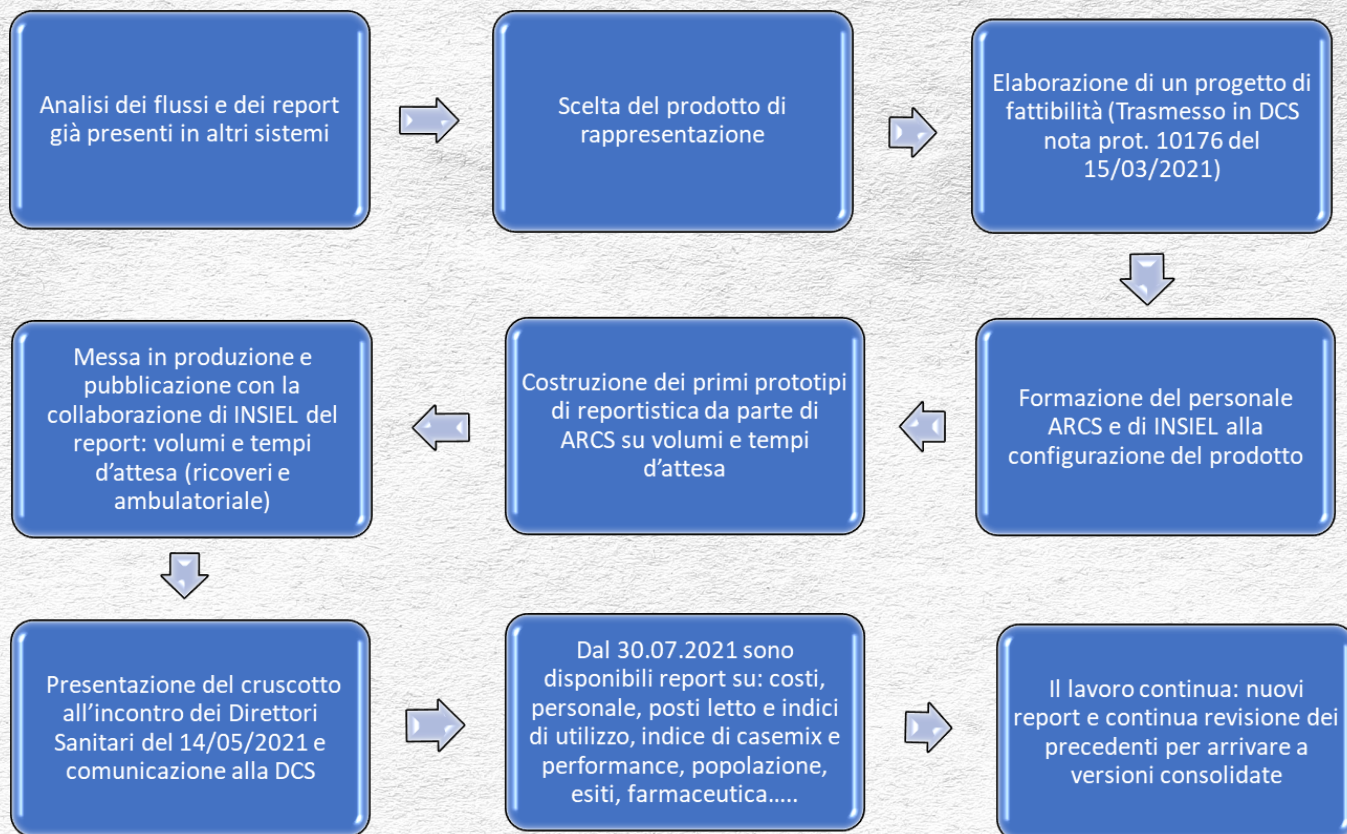 Analisi dei flussi e dei report
già presenti in altri sistemi
Scelta del prodotto di
rappresentazione
Elaborazione di un progetto di
fattibilità (Trasmesso in DCS
nota prot. 10176 del
15/03/2021)
Formazione del personale
ARCS e di INSIEL alla
configurazione del prodotto
Costruzione dei primi prototipi
di reportistica da parte di
ARCS su volumi e tempi
d’attesa
Messa in produzione e
pubblicazione con la
collaborazione di INSIEL del
report: volumi e tempi
d’attesa (ricoveri e
ambulatoriale)
Presentazione del cruscotto
all’incontro dei Direttori
Sanitari del 14/05/2021 e
comunicazione alla DCS
Dal 30.07.2021 sono
disponibili report su: costi,
personale, posti letto e indici
di utilizzo, indice di casemix e
performance, popolazione,
esiti, farmaceutica.....
Il lavoro continua: nuovi
report e continua revisione dei
precedenti per arrivare a
versioni consolidate